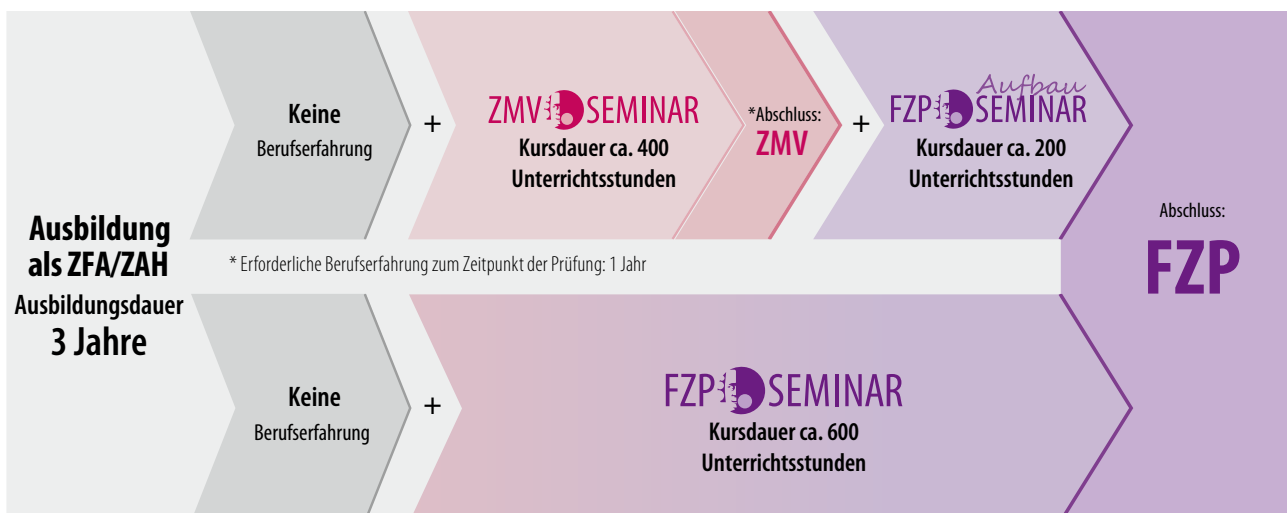 Ausbildung
als ZFA/ZAH
Ausbildungsdauer
3 Jahre
Keine
Berufserfahrung
+
ZMV SEMINAR
Kursdauer ca. 400
Unterrichtsstunden
*Abschluss:
ZMV
+
Aufbau
FZP SEMINAR
Kursdauer ca. 200
Unterrichtsstunden
* Erforderliche Berufserfahrung zum Zeitpunkt der Prüfung: 1 Jahr
Keine
Berufserfahrung
+
FZP SEMINAR
Kursdauer ca. 600
Unterrichtsstunden
Abschluss:
FZP